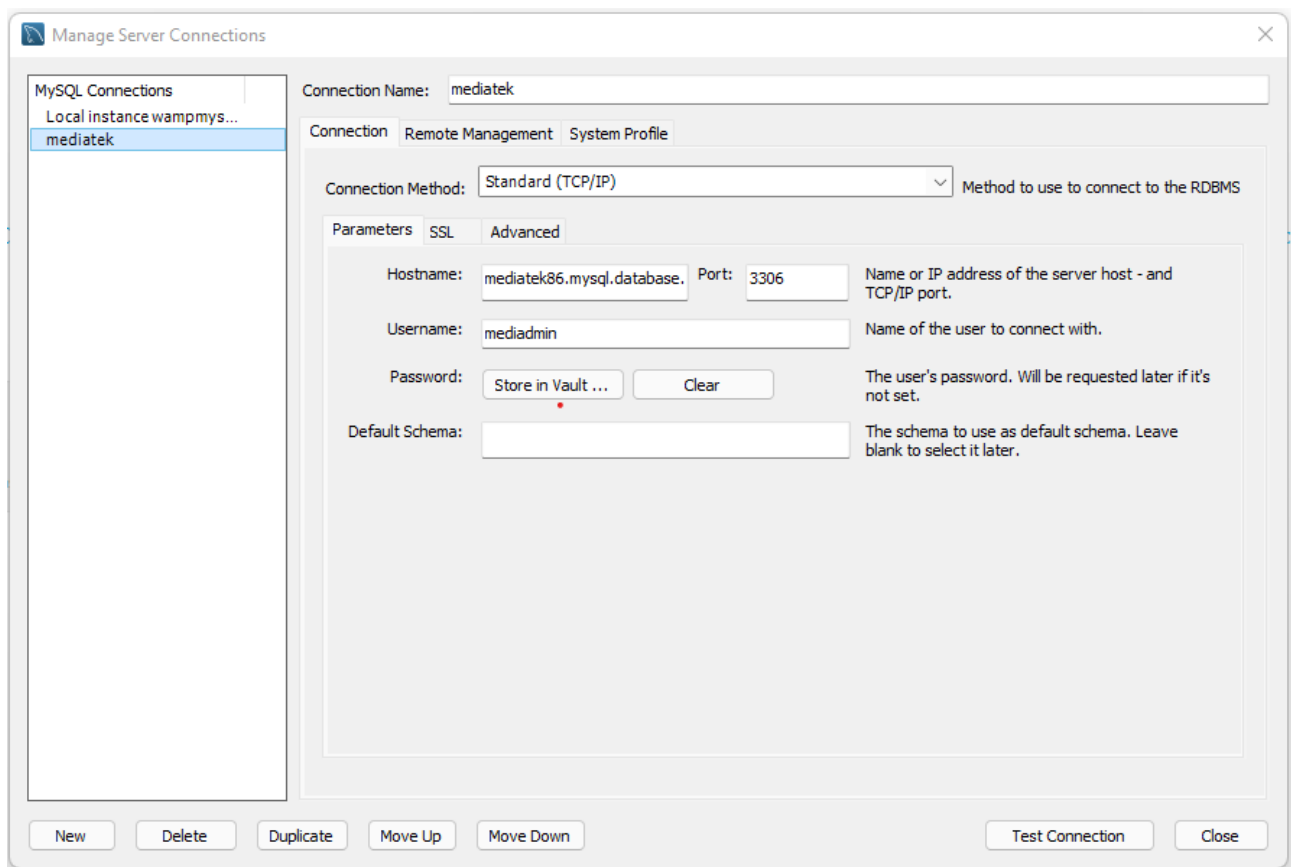 Manage Server Connections
MySQL Connections
Local instance wampmys...
mediatek
Connection Name: mediatek
Connection Remote Management System Profile
Connection Method: Standard (TCP/IP) Method to use to connect to the RDBMS
Parameters SSL Advanced
Hostname: mediatek86.mysql.database. Port: 3306 Name or IP address of the server host - and
TCP/IP port.
Username: mediadmin Name of the user to connect with.
Password: Store in Vault ... Clear The user's password. Will be requested later if it's
not set.
Default Schema: The schema to use as default schema. Leave
blank to select it later.
New Delete Duplicate Move Up Move Down Test Connection Close